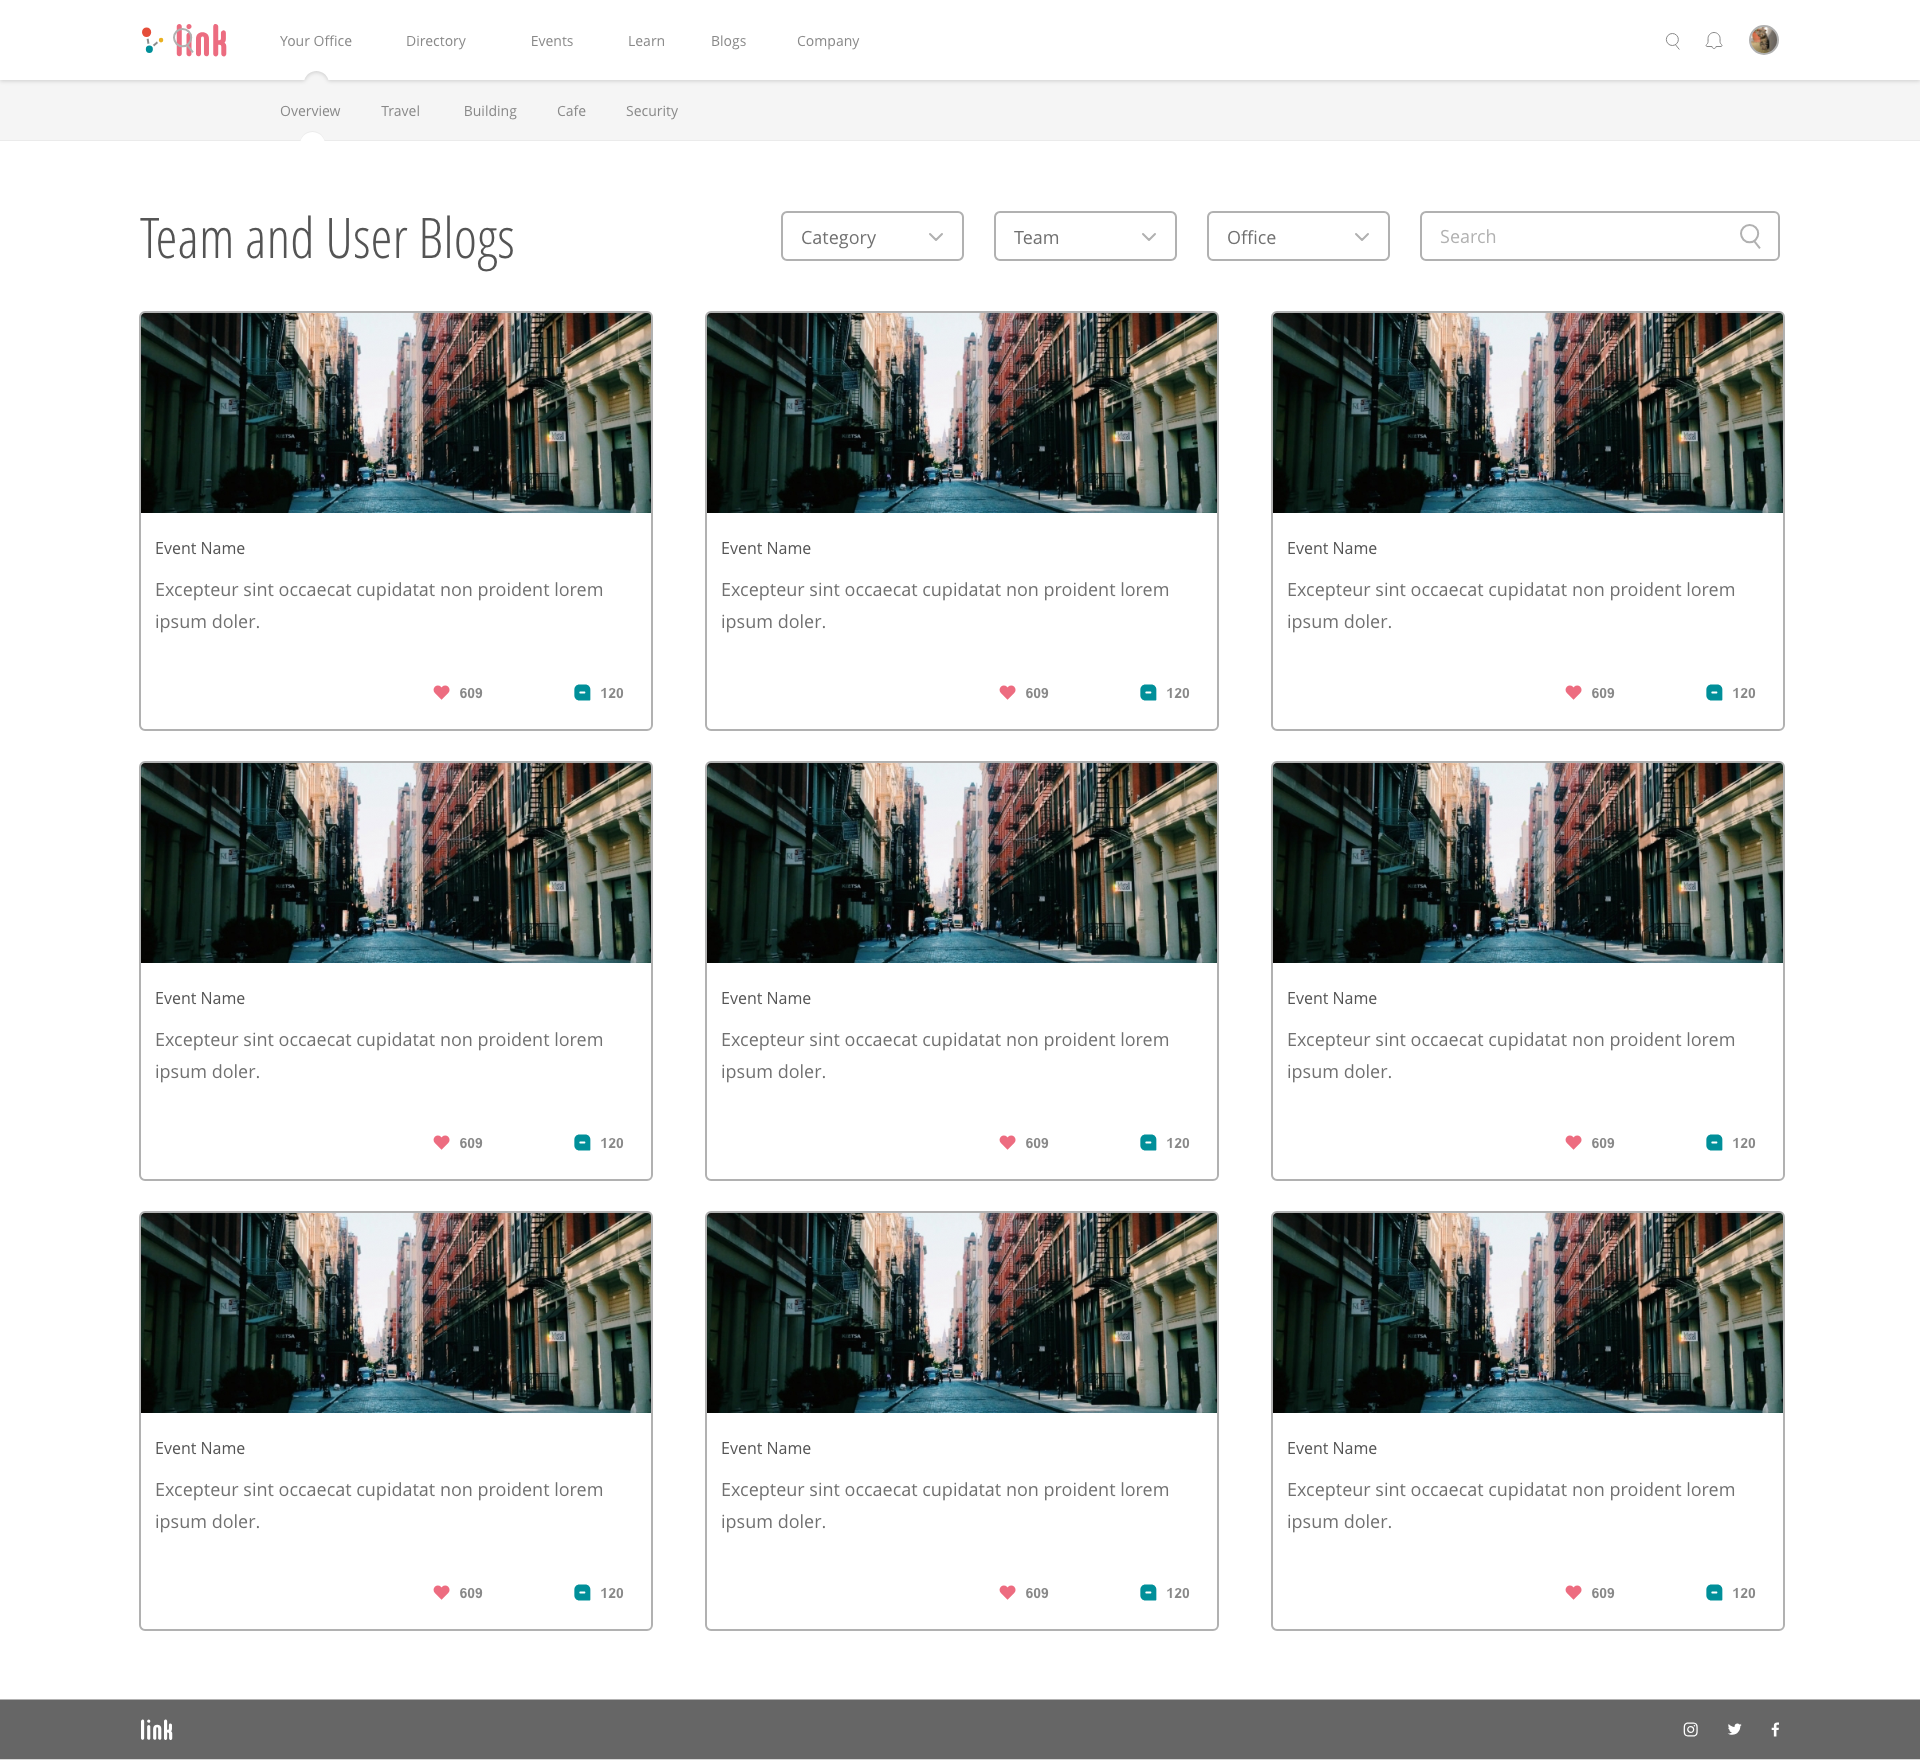 link
Your Office
Directory
Events
Learn
Blogs
Company
Overview
Travel
Building
Cafe
Security
Team and User Blogs
Category
Team
Office
Search
Event Name
Excepteur sint occaecat cupidatat non proident lorem
ipsum doler.
609
120
Event Name
Excepteur sint occaecat cupidatat non proident lorem
ipsum doler.
609
120
Event Name
Excepteur sint occaecat cupidatat non proident lorem
ipsum doler.
609
120
Event Name
Excepteur sint occaecat cupidatat non proident lorem
ipsum doler.
609
120
Event Name
Excepteur sint occaecat cupidatat non proident lorem
ipsum doler.
609
120
Event Name
Excepteur sint occaecat cupidatat non proident lorem
ipsum doler.
609
120
Event Name
Excepteur sint occaecat cupidatat non proident lorem
ipsum doler.
609
120
Event Name
Excepteur sint occaecat cupidatat non proident lorem
ipsum doler.
609
120
Event Name
Excepteur sint occaecat cupidatat non proident lorem
ipsum doler.
609
120
link